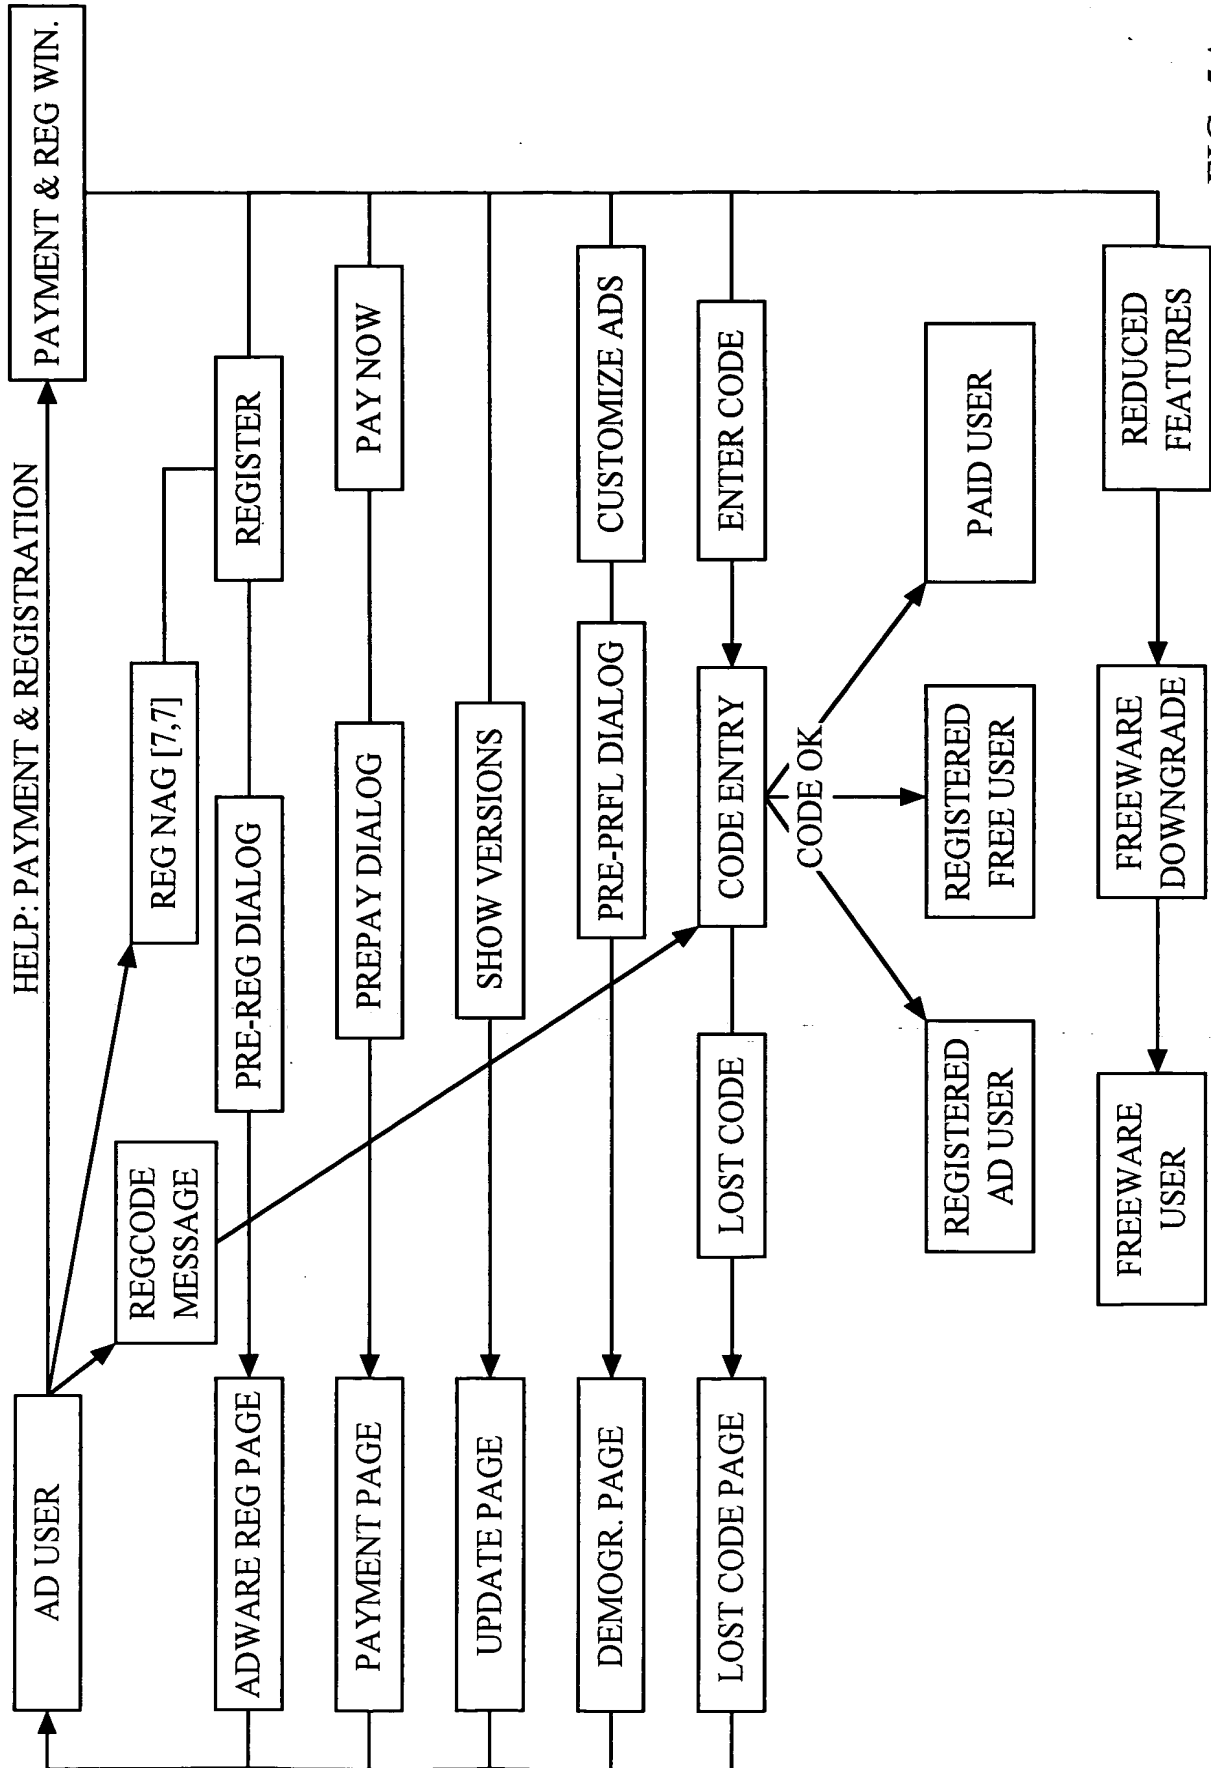 AD USER
HELP: PAYMENT & REGISTRATION
PAYMENT & REG WIN.
REGCODE
MESSAGE
REG NAG [7,7]
ADWARE REG PAGE
PRE-REG DIALOG
REGISTER
PAYMENT PAGE
PREPAY DIALOG
PAY NOW
UPDATE PAGE
SHOW VERSIONS
DEMOGR. PAGE
PRE-PRFL DIALOG
CUSTOMIZE ADS
LOST CODE PAGE
LOST CODE
CODE ENTRY
ENTER CODE
CODE OK
REGISTERED
AD USER
REGISTERED
FREE USER
PAID USER
FREEWARE
USER
FREEWARE
DOWNGRADE
REDUCED
FEATURES